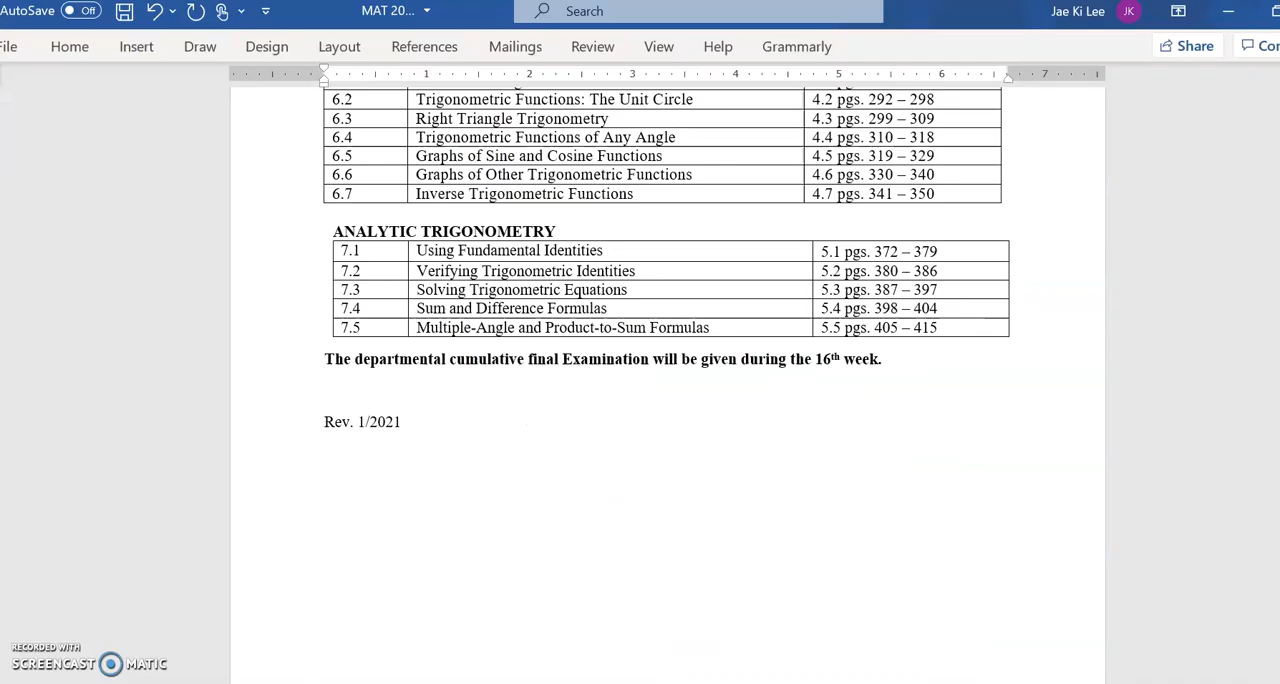 AutoSave Off MAT 20... Search Jae Ki Lee JK
File Home Insert Draw Design Layout References Mailings Review View Help Grammarly Share Con
1 2 3 4 5 6 7
6.2 Trigonometric Functions: The Unit Circle 4.2 pgs. 292 – 298
6.3 Right Triangle Trigonometry 4.3 pgs. 299 – 309
6.4 Trigonometric Functions of Any Angle 4.4 pgs. 310 – 318
6.5 Graphs of Sine and Cosine Functions 4.5 pgs. 319 – 329
6.6 Graphs of Other Trigonometric Functions 4.6 pgs. 330 – 340
6.7 Inverse Trigonometric Functions 4.7 pgs. 341 – 350
ANALYTIC TRIGONOMETRY
7.1 Using Fundamental Identities 5.1 pgs. 372 – 379
7.2 Verifying Trigonometric Identities 5.2 pgs. 380 – 386
7.3 Solving Trigonometric Equations 5.3 pgs. 387 – 397
7.4 Sum and Difference Formulas 5.4 pgs. 398 – 404
7.5 Multiple-Angle and Product-to-Sum Formulas 5.5 pgs. 405 – 415
The departmental cumulative final Examination will be given during the 16th week.
Rev. 1/2021
RECORDED WITH
SCREENCAST MATIC